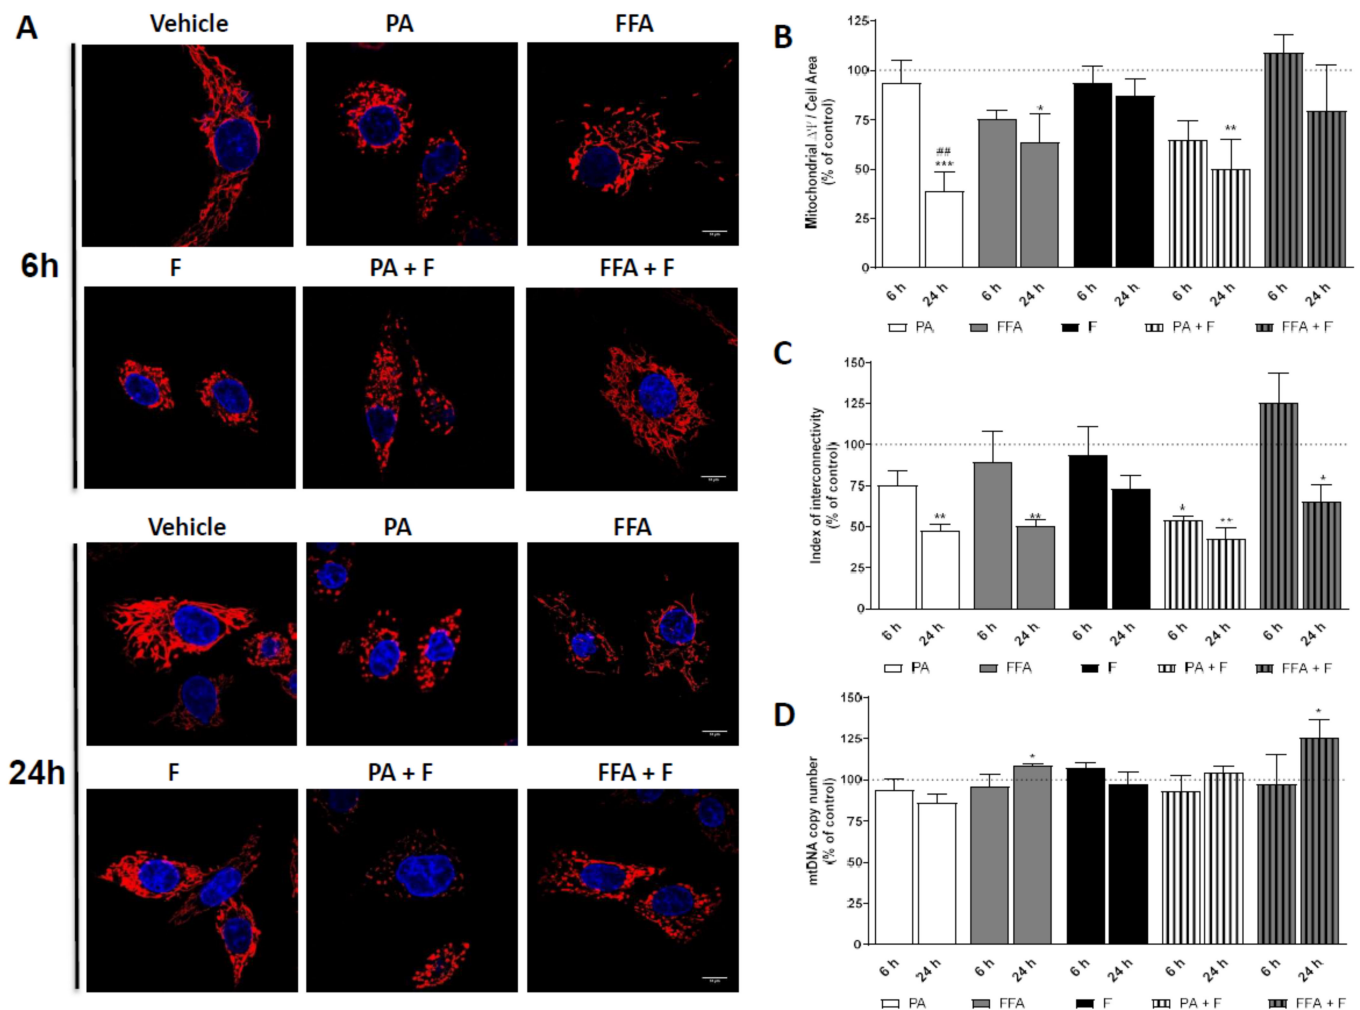 A
Vehicle PA FFA
6h
F PA + F FFA + F
Vehicle PA FFA
24h
F PA + F FFA + F
B
Mitochondrial ΔΨ / Cell Area
(% of control)
125
100
75
50
25
0
##
***
*
**
6 h 24 h 6 h 24 h 6 h 24 h 6 h 24 h 6 h 24 h
PA FFA F PA + F FFA + F
C
Index of interconnectivity
(% of control)
150
125
100
75
50
25
0
**
**
*
**
*
6 h 24 h 6 h 24 h 6 h 24 h 6 h 24 h 6 h 24 h
PA FFA F PA + F FFA + F
D
mtDNA copy number
(% of control)
150
125
100
75
50
25
0
*
*
6 h 24 h 6 h 24 h 6 h 24 h 6 h 24 h 6 h 24 h
PA FFA F PA + F FFA + F